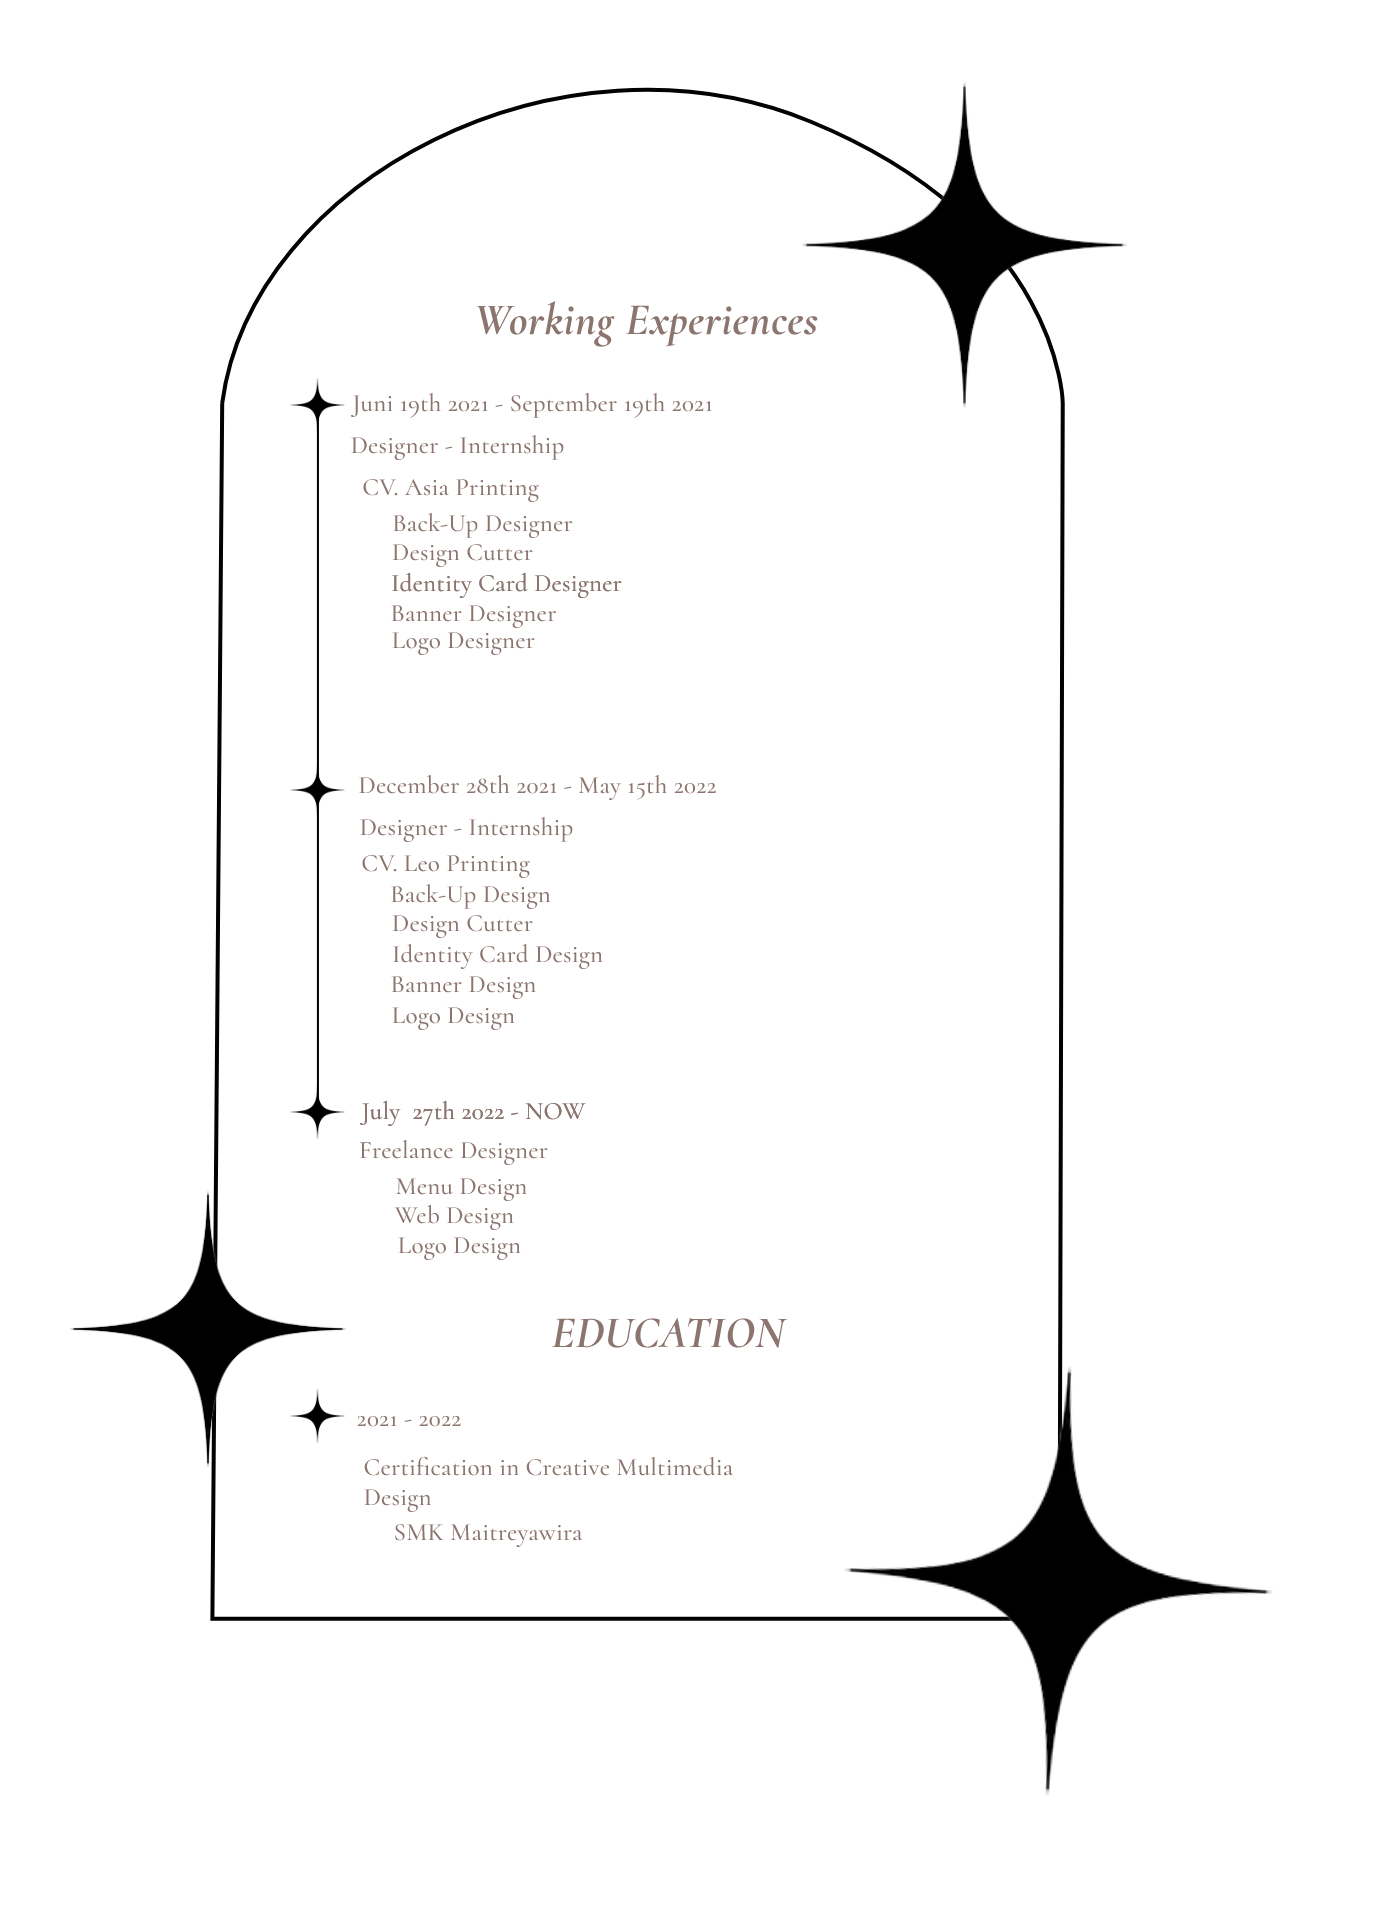 Working Experiences
Juni 19th 2021 - September 19th 2021
Designer - Internship
CV. Asia Printing
Back-Up Designer
Design Cutter
Identity Card Designer
Banner Designer
Logo Designer
December 28th 2021 - May 15th 2022
Designer - Internship
CV. Leo Printing
Back-Up Design
Design Cutter
Identity Card Design
Banner Design
Logo Design
July 27th 2022 - NOW
Freelance Designer
Menu Design
Web Design
Logo Design
EDUCATION
2021 - 2022
Certification in Creative Multimedia
Design
SMK Maitreyawira